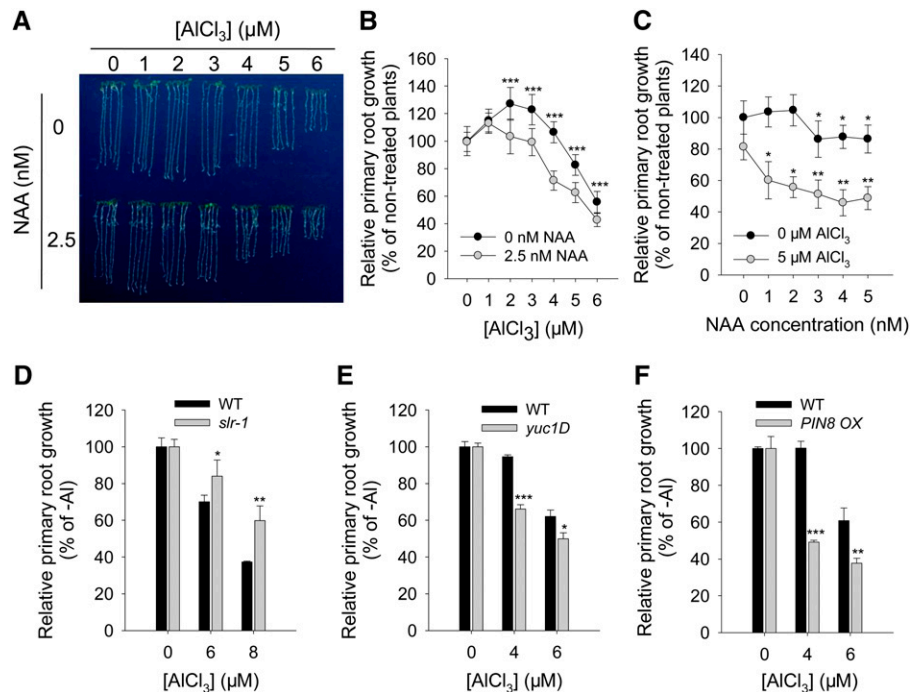 A
[AlCl₃] (µM)
0 1 2 3 4 5 6
NAA (nM)
0
2.5
B
Relative primary root growth
(% of non-treated plants)
160
140
120
100
80
60
40
20
0
***
***
***
***
***
0 nM NAA
2.5 nM NAA
0 1 2 3 4 5 6
[AlCl₃] (µM)
C
Relative primary root growth
(% of non-treated plants)
140
120
100
80
60
40
20
0
* * *
* * ** ** **
0 µM AlCl₃
5 µM AlCl₃
0 1 2 3 4 5
NAA concentration (nM)
D
WT
slr-1
Relative primary root growth
(% of -Al)
120
100
80
60
40
20
0
*
**
0 6 8
[AlCl₃] (µM)
E
WT
yuc1D
Relative primary root growth
(% of -Al)
120
100
80
60
40
20
0
***
*
0 4 6
[AlCl₃] (µM)
F
WT
PIN8 OX
Relative primary root growth
(% of -Al)
120
100
80
60
40
20
0
***
**
0 4 6
[AlCl₃] (µM)